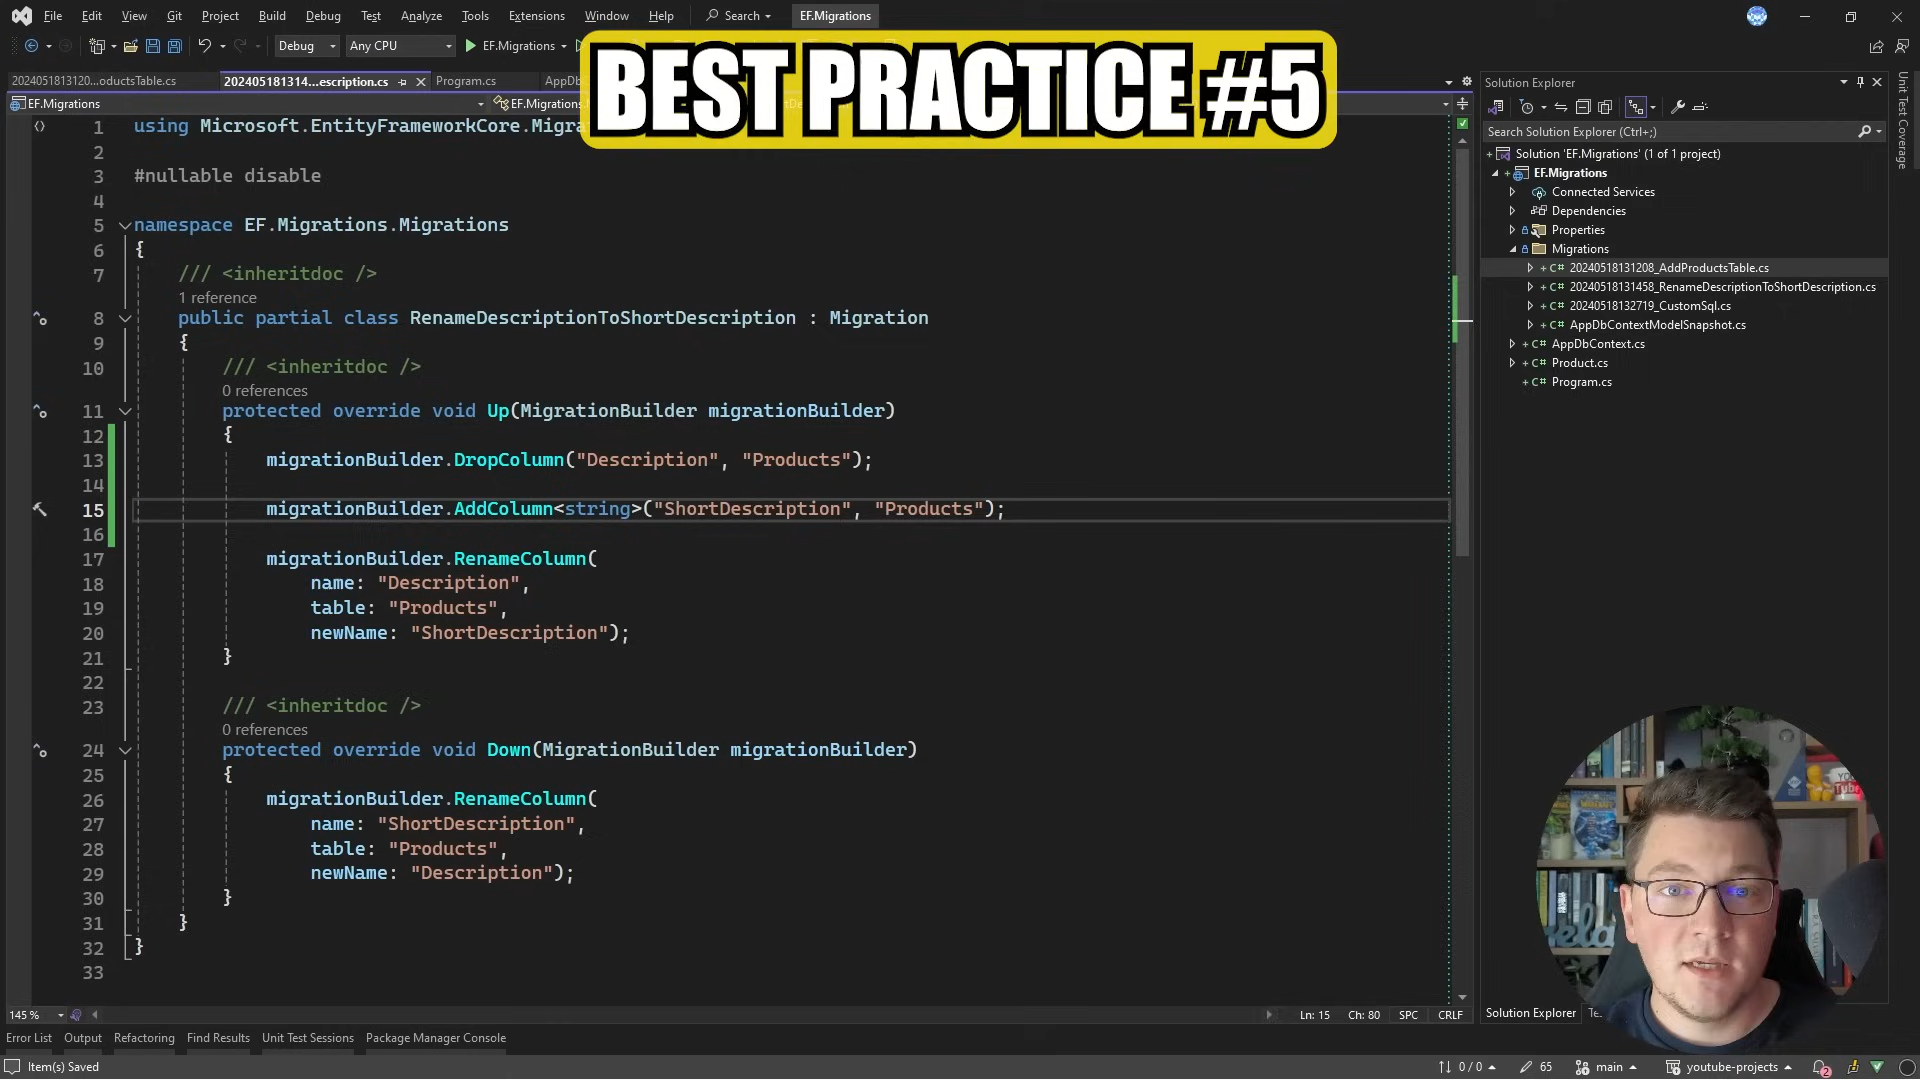 File Edit View Git Project Build Debug Test Analyze Tools Extensions Window Help Search EF.Migrations
Debug Any CPU EF.Migrations
BEST PRACTICE #5
2024051813120...oductsTable.cs 202405181314...escription.cs Program.cs
EF.Migrations
1 using Microsoft.EntityFrameworkCore.Migra
2
3 #nullable disable
4
5 namespace EF.Migrations.Migrations
6 {
7 /// <inheritdoc />
1 reference
8 public partial class RenameDescriptionToShortDescription : Migration
9 {
10 /// <inheritdoc />
0 references
11 protected override void Up(MigrationBuilder migrationBuilder)
12 {
13 migrationBuilder.DropColumn("Description", "Products");
14
15 migrationBuilder.AddColumn<string>("ShortDescription", "Products");
16
17 migrationBuilder.RenameColumn(
18 name: "Description",
19 table: "Products",
20 newName: "ShortDescription");
21 }
22
23 /// <inheritdoc />
0 references
24 protected override void Down(MigrationBuilder migrationBuilder)
25 {
26 migrationBuilder.RenameColumn(
27 name: "ShortDescription",
28 table: "Products",
29 newName: "Description");
30 }
31 }
32 }
33
145 % Ln: 15 Ch: 80 SPC CRLF
Solution Explorer
Search Solution Explorer (Ctrl+;)
Solution 'EF.Migrations' (1 of 1 project)
EF.Migrations
Connected Services
Dependencies
Properties
Migrations
C# 20240518131208_AddProductsTable.cs
C# 20240518131458_RenameDescriptionToShortDescription.cs
C# 20240518132719_CustomSql.cs
C# AppDbContextModelSnapshot.cs
C# AppDbContext.cs
C# Product.cs
C# Program.cs
Unit Test Coverage
Solution Explorer
Error List Output Refactoring Find Results Unit Test Sessions Package Manager Console
Item(s) Saved 0 / 0 65 main youtube-projects 2